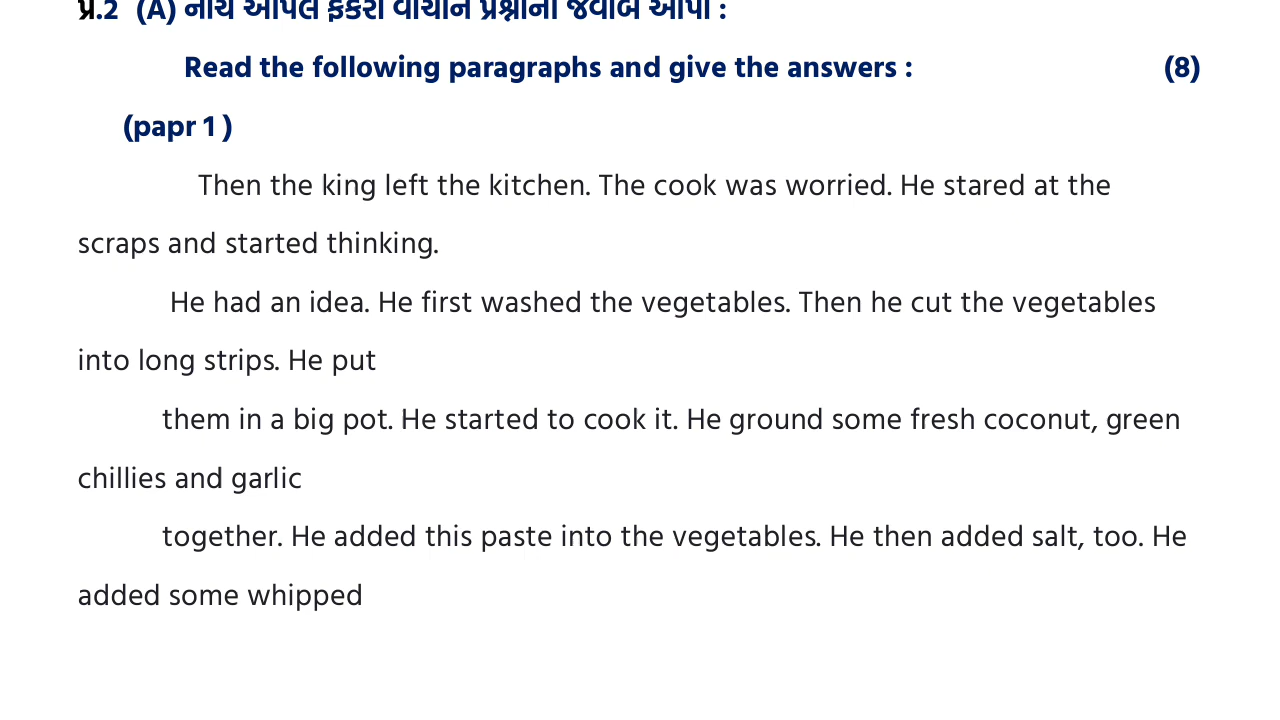 પ્ર.2 (A) નીચે આપેલ ફકરા વાંચીને પ્રશ્નોના જવાબ આપો :
Read the following paragraphs and give the answers : (8)
(papr 1 )
Then the king left the kitchen. The cook was worried. He stared at the
scraps and started thinking.
He had an idea. He first washed the vegetables. Then he cut the vegetables
into long strips. He put
them in a big pot. He started to cook it. He ground some fresh coconut, green
chillies and garlic
together. He added this paste into the vegetables. He then added salt, too. He
added some whipped